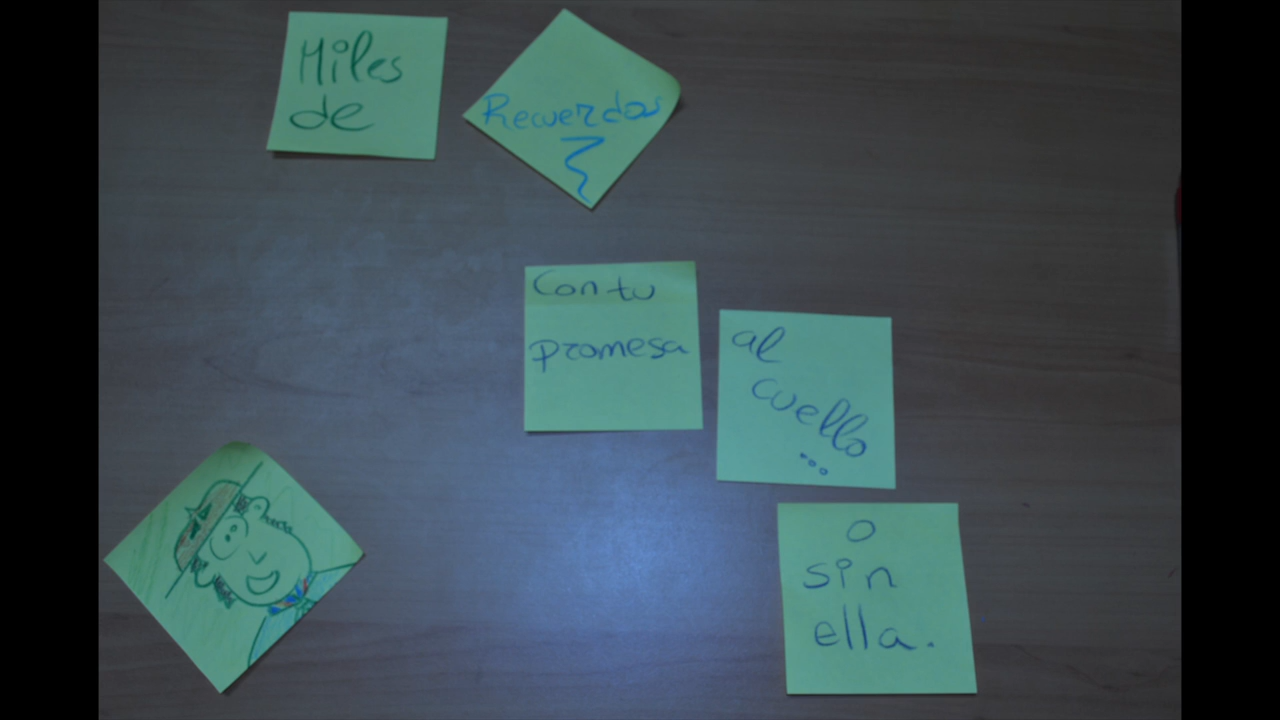 Miles
de
Recuerdos
Con tu
promesa
al
cuello
...
o
sin
ella.